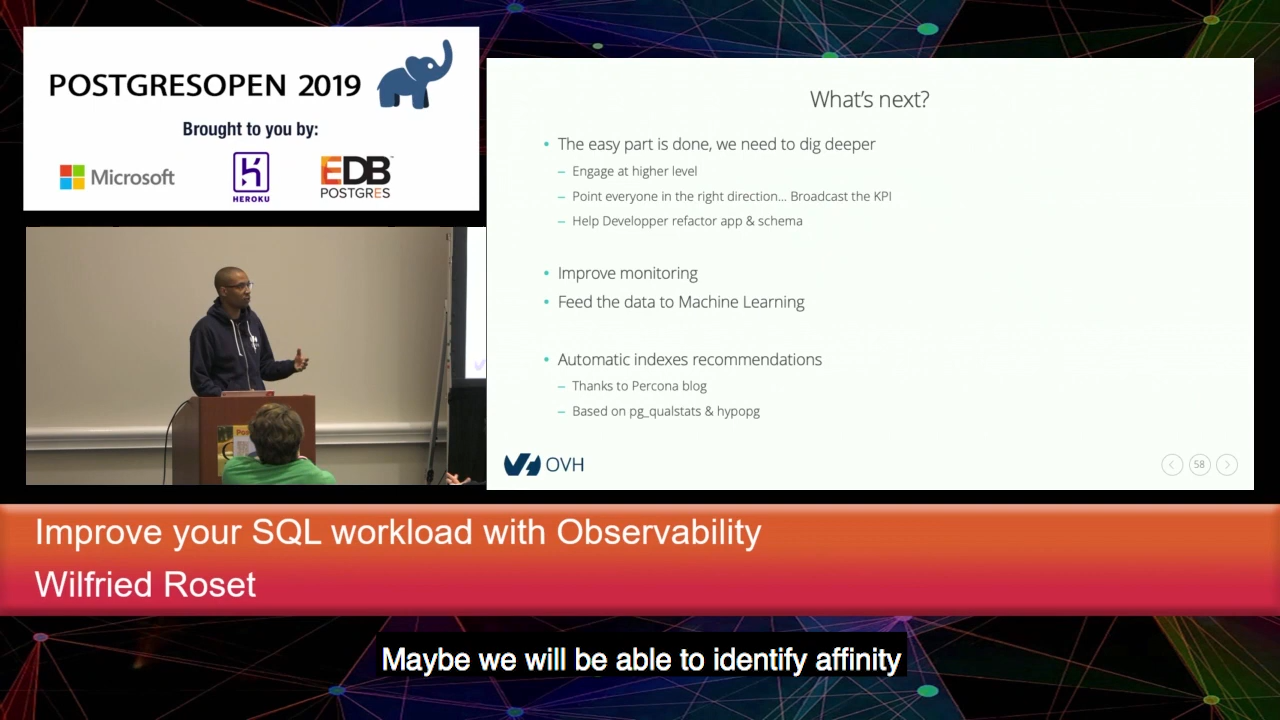 POSTGRESOPEN 2019
Brought to you by:
Microsoft
HEROKU
EDB
POSTGRES
What's next?
• The easy part is done, we need to dig deeper
– Engage at higher level
– Point everyone in the right direction... Broadcast the KPI
– Help Developper refactor app & schema
• Improve monitoring
• Feed the data to Machine Learning
• Automatic indexes recommendations
– Thanks to Percona blog
– Based on pg_qualstats & hypopg
OVH
58
Improve your SQL workload with Observability
Wilfried Roset
Maybe we will be able to identify affinity